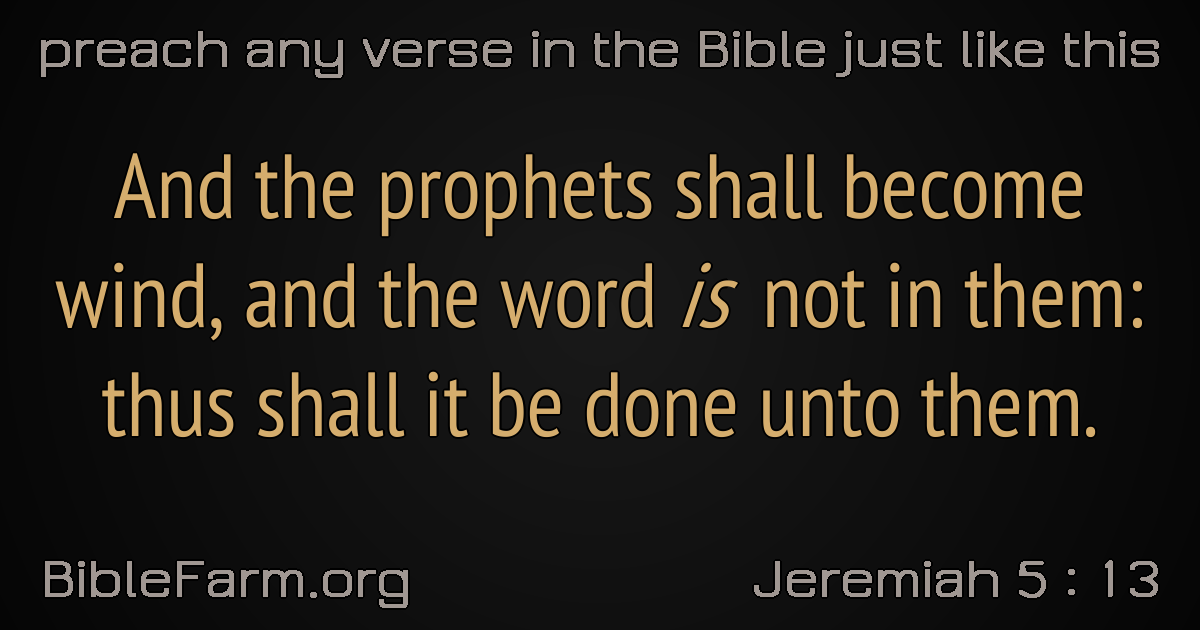 preach any verse in the Bible just like this
And the prophets shall become
wind, and the word is not in them:
thus shall it be done unto them.
BibleFarm.org
Jeremiah 5 : 13